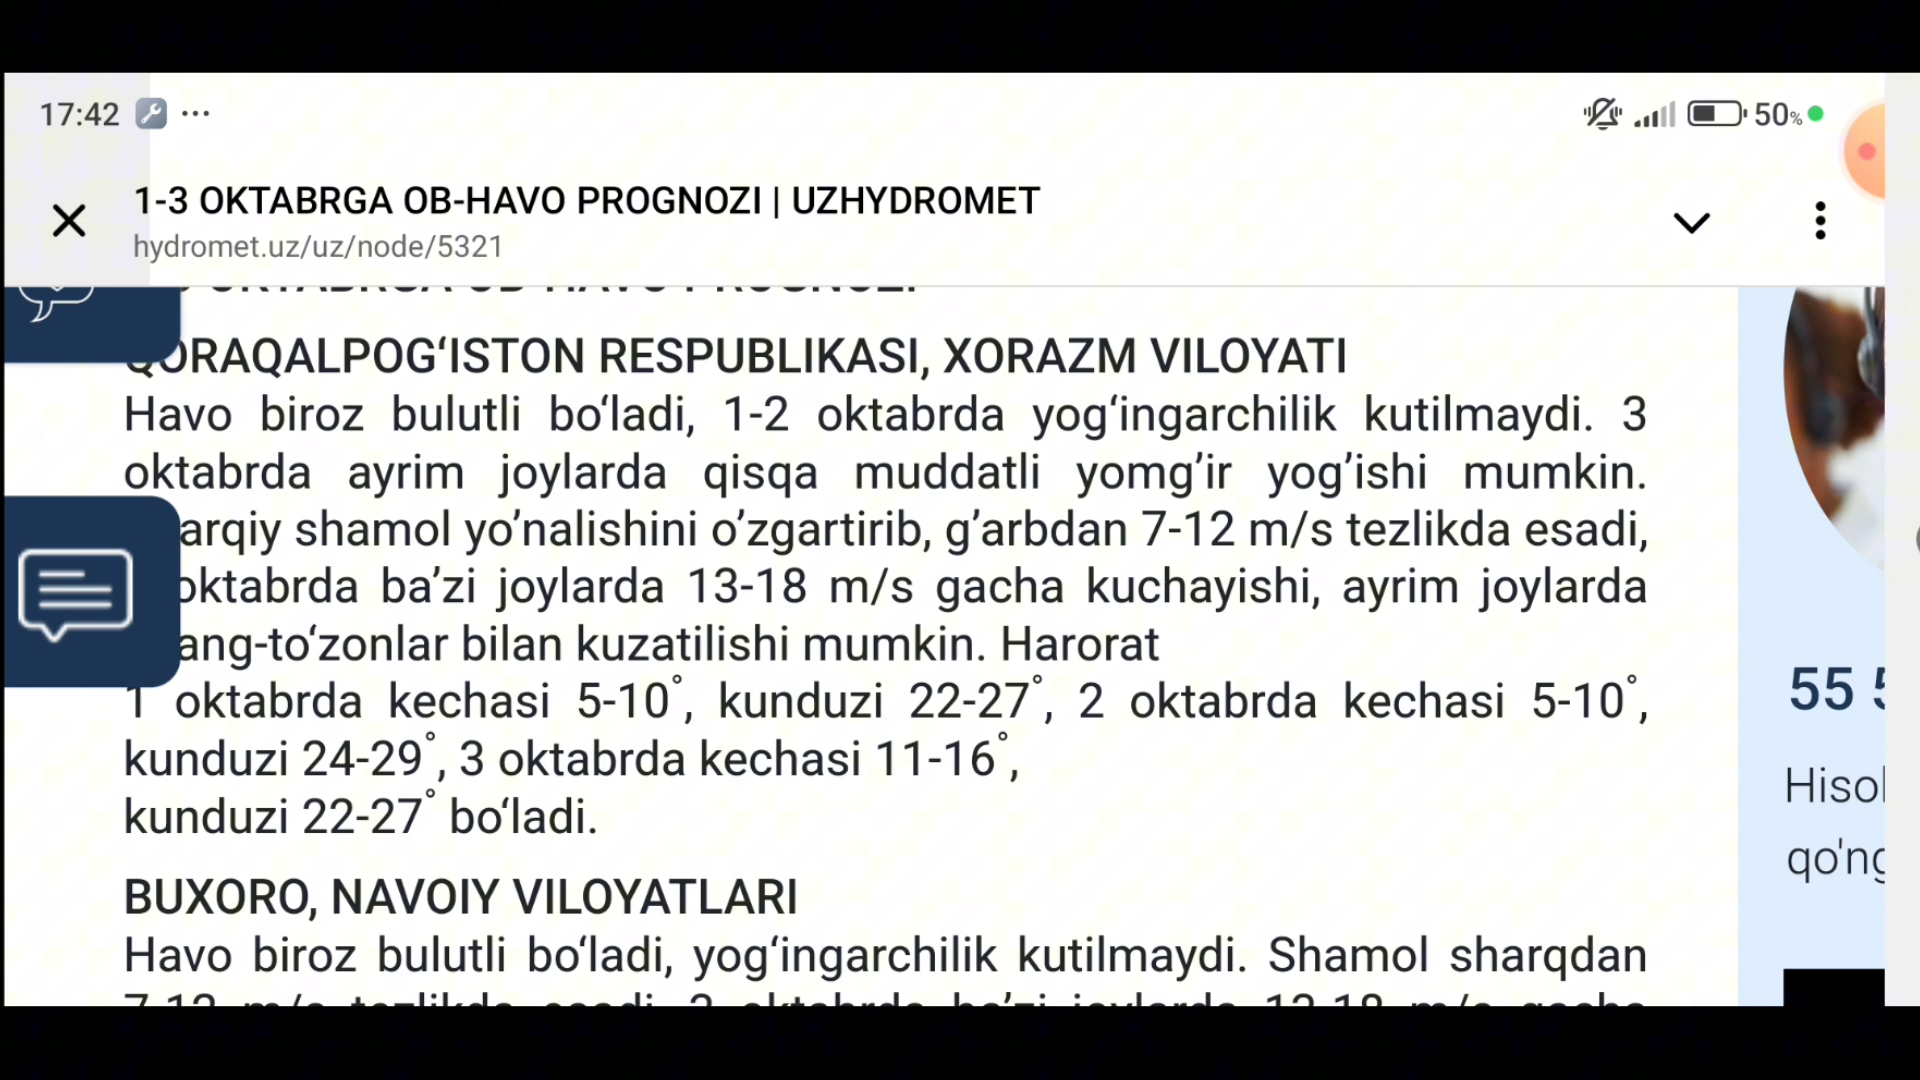 17:42
50%
1-3 OKTABRGA OB-HAVO PROGNOZI | UZHYDROMET
hydromet.uz/uz/node/5321
QORAQALPOG‘ISTON RESPUBLIKASI, XORAZM VILOYATI
Havo biroz bulutli bo‘ladi, 1-2 oktabrda yog‘ingarchilik kutilmaydi. 3
oktabrda ayrim joylarda qisqa muddatli yomg’ir yog’ishi mumkin.
arqiy shamol yo’nalishini o’zgartirib, g’arbdan 7-12 m/s tezlikda esadi,
oktabrda ba’zi joylarda 13-18 m/s gacha kuchayishi, ayrim joylarda
ang-to‘zonlar bilan kuzatilishi mumkin. Harorat
1 oktabrda kechasi 5-10°, kunduzi 22-27°, 2 oktabrda kechasi 5-10°,
kunduzi 24-29°, 3 oktabrda kechasi 11-16°,
kunduzi 22-27° bo‘ladi.
BUXORO, NAVOIY VILOYATLARI
Havo biroz bulutli bo‘ladi, yog‘ingarchilik kutilmaydi. Shamol sharqdan
55